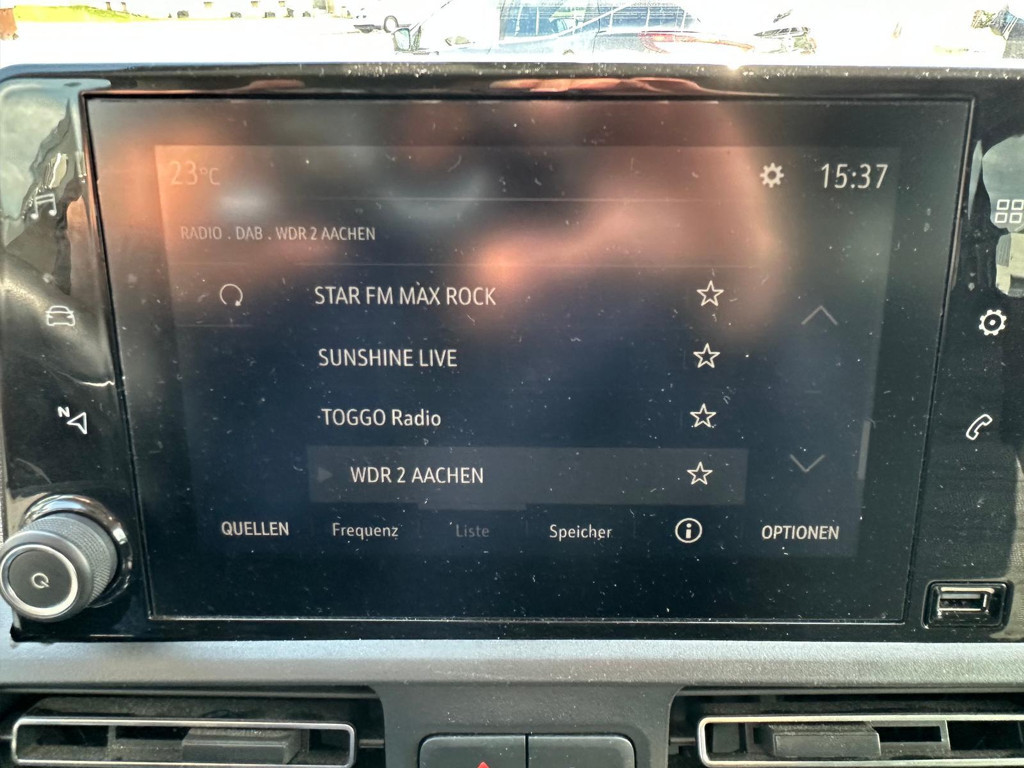 23°C 15:37
RADIO . DAB . WDR 2 AACHEN
STAR FM MAX ROCK
SUNSHINE LIVE
TOGGO Radio
WDR 2 AACHEN
QUELLEN Frequenz Liste Speicher OPTIONEN
N